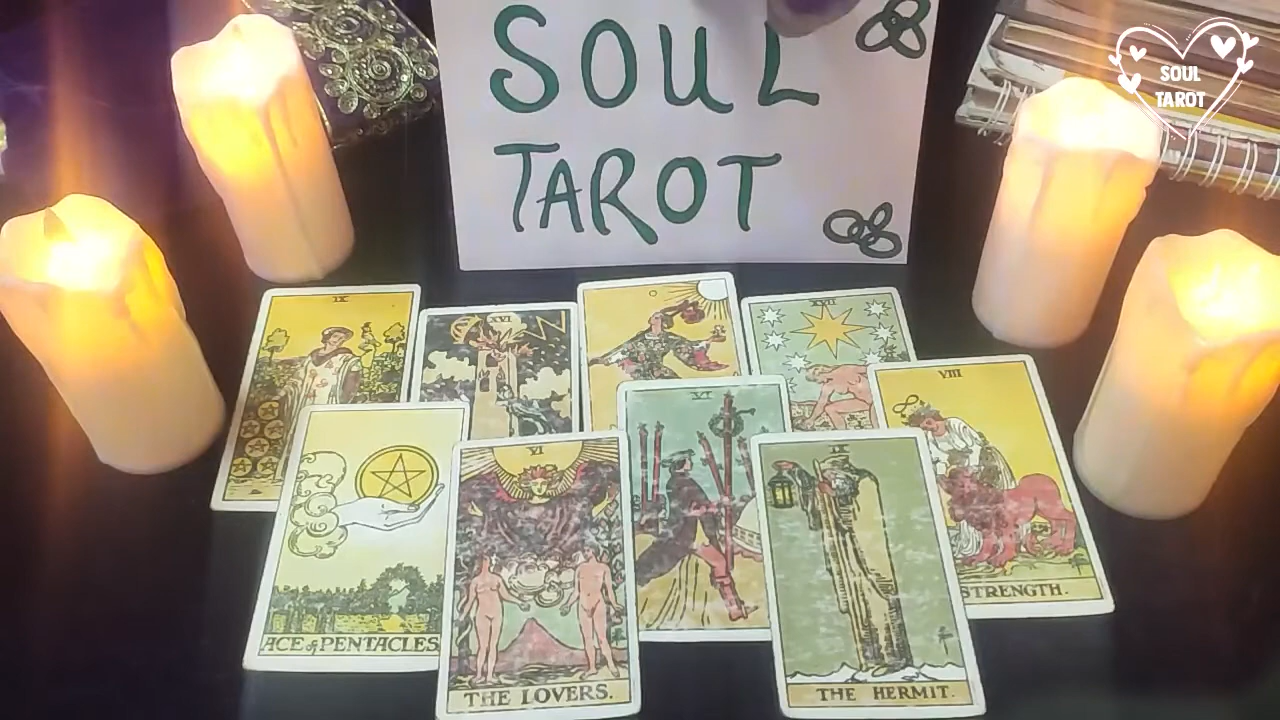 SOUL
TAROT
SOUL
TAROT
IX
XVI
XVII
VI
VIII
STRENGTH.
ACE of PENTACLES
VI
THE LOVERS.
IX
THE HERMIT.